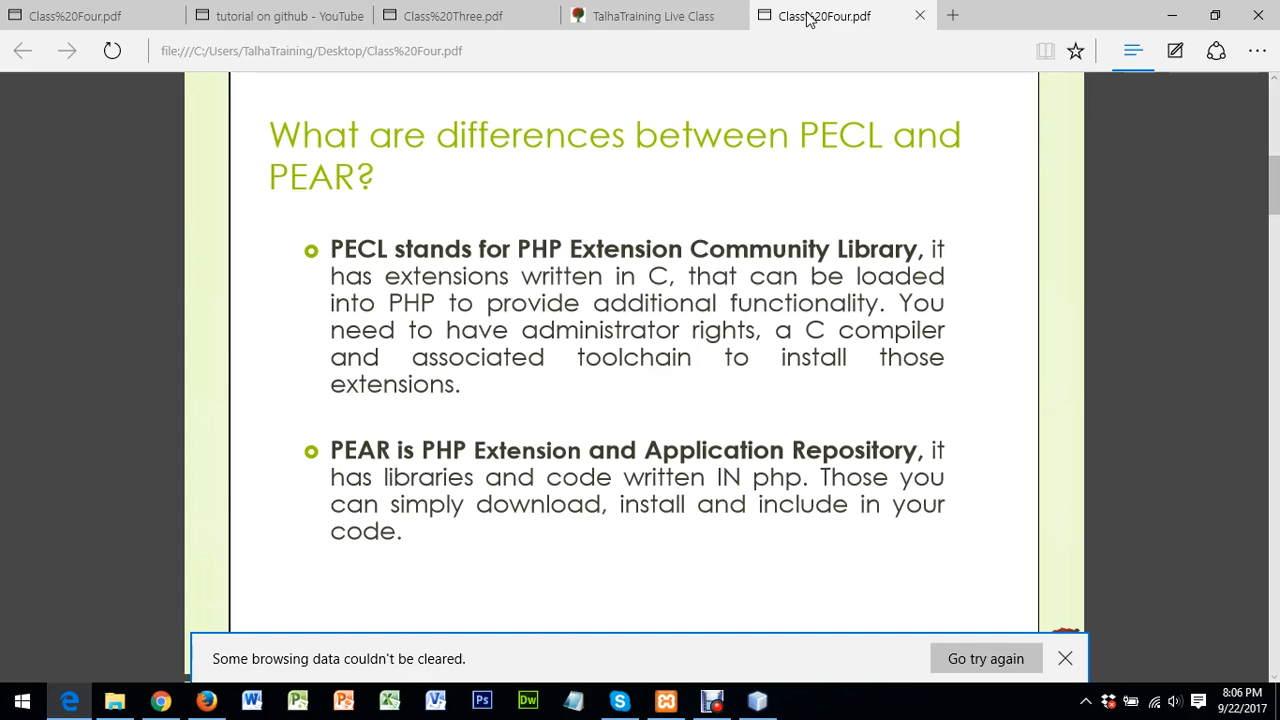 Class%20Four.pdf
tutorial on github - YouTube
Class%20Three.pdf
TalhaTraining Live Class
Class%20Four.pdf
file:///C:/Users/TalhaTraining/Desktop/Class%20Four.pdf
What are differences between PECL and
PEAR?
PECL stands for PHP Extension Community Library, it
has extensions written in C, that can be loaded
into PHP to provide additional functionality. You
need to have administrator rights, a C compiler
and associated toolchain to install those
extensions.
PEAR is PHP Extension and Application Repository, it
has libraries and code written IN php. Those you
can simply download, install and include in your
code.
Some browsing data couldn't be cleared.
Go try again
8:06 PM
9/22/2017